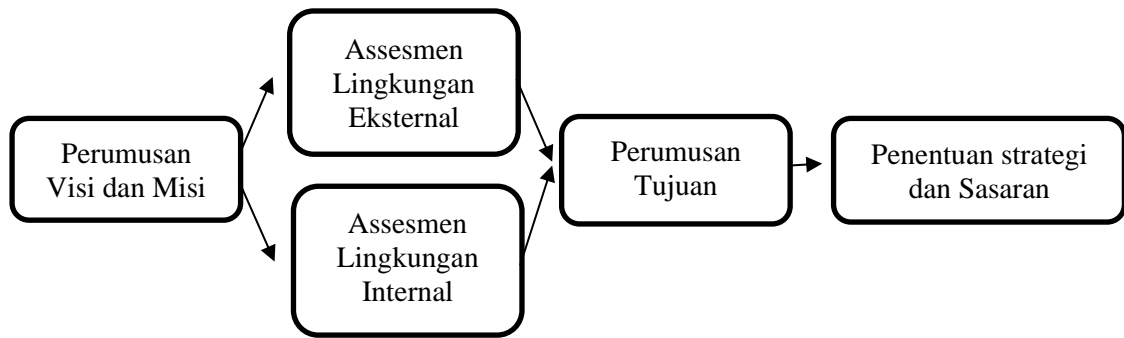 Perumusan
Visi dan Misi
Assesmen
Lingkungan
Eksternal
Assesmen
Lingkungan
Internal
Perumusan
Tujuan
Penentuan strategi
dan Sasaran